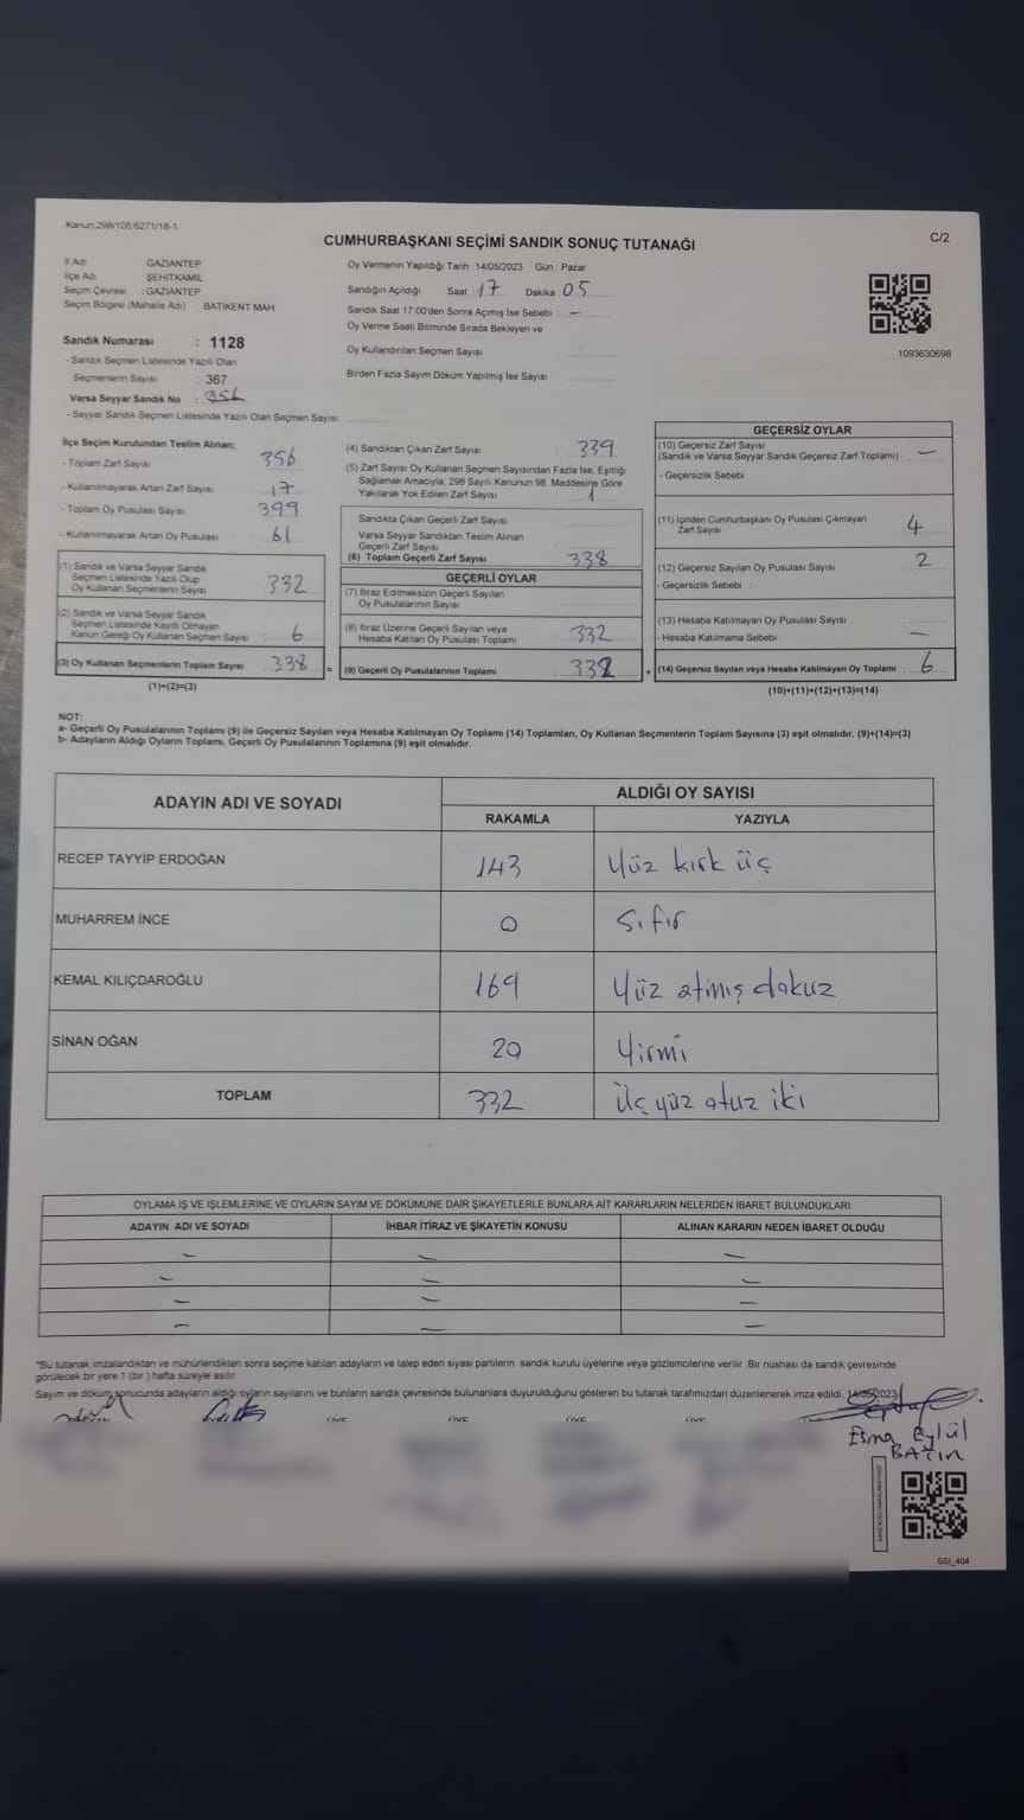 Kanun:298/105,6271/18-1
CUMHURBAŞKANI SEÇİMİ SANDIK SONUÇ TUTANAĞI
C/2
İl Adı GAZİANTEP
İlçe Adı ŞEHİTKAMİL
Seçim Çevresi : GAZİANTEP
Seçim Bölgesi (Mahalle Adı) BATIKENT MAH
Sandık Numarası : 1128
- Sandık Seçmen Listesinde Yazılı Olan
Seçmenlerin Sayısı : 367
Varsa Seyyar Sandık No : 356
- Seyyar Sandık Seçmen Listesinde Yazılı Olan Seçmen Sayısı
Oy Vermenin Yapıldığı Tarih 14/05/2023 Gün : Pazar
Sandığın Açıldığı Saat 17 Dakika 05
Sandık Saat 17:00'den Sonra Açılmış İse Sebebi : -
Oy Verme Saati Bitiminde Sırada Bekleyen ve
Oy Kullandırılan Seçmen Sayısı
Birden Fazla Sayım Döküm Yapılmış İse Sayısı
1093630698
İlçe Seçim Kurulundan Teslim Alınan;
- Toplam Zarf Sayısı 356
- Kullanılmayarak Artan Zarf Sayısı 17
- Toplam Oy Pusulası Sayısı 399
- Kullanılmayarak Artan Oy Pusulası 61
(1) Sandık ve Varsa Seyyar Sandık
Seçmen Listesinde Yazılı Olup
Oy Kullanan Seçmenlerin Sayısı 332
(2) Sandık ve Varsa Seyyar Sandık
Seçmen Listesinde Kayıtlı Olmayan
Kanun Gereği Oy Kullanan Seçmen Sayısı 6
(3) Oy Kullanan Seçmenlerin Toplam Sayısı 338 =
(1)+(2)=(3)
(4) Sandıktan Çıkan Zarf Sayısı 339
(5) Zarf Sayısı Oy Kullanan Seçmen Sayısından Fazla İse, Eşitliği
Sağlamak Amacıyla; 298 Sayılı Kanunun 98. Maddesine Göre
Yakılarak Yok Edilen Zarf Sayısı 1
Sandıkta Çıkan Geçerli Zarf Sayısı
Varsa Seyyar Sandıktan Teslim Alınan
Geçerli Zarf Sayısı
(6) Toplam Geçerli Zarf Sayısı 338
GEÇERLİ OYLAR
(7) İtiraz Edilmeksizin Geçerli Sayılan
Oy Pusulalarının Sayısı
(8) İtiraz Üzerine Geçerli Sayılan veya
Hesaba Katılan Oy Pusulası Toplamı 332
(9) Geçerli Oy Pusulalarının Toplamı 332 +
GEÇERSİZ OYLAR
(10) Geçersiz Zarf Sayısı
(Sandık ve Varsa Seyyar Sandık Geçersiz Zarf Toplamı) -
- Geçersizlik Sebebi
(11) İçinden Cumhurbaşkanı Oy Pusulası Çıkmayan
Zarf Sayısı 4
(12) Geçersiz Sayılan Oy Pusulası Sayısı 2
- Geçersizlik Sebebi
(13) Hesaba Katılmayan Oy Pusulası Sayısı
- Hesaba Katılmama Sebebi -
(14) Geçersiz Sayılan veya Hesaba Katılmayan Oy Toplamı 6
(10)+(11)+(12)+(13)=(14)
NOT:
a- Geçerli Oy Pusulalarının Toplamı (9) ile Geçersiz Sayılan veya Hesaba Katılmayan Oy Toplamı (14) Toplamları, Oy Kullanan Seçmenlerin Toplam Sayısına (3) eşit olmalıdır. (9)+(14)=(3)
b- Adayların Aldığı Oyların Toplamı, Geçerli Oy Pusulalarının Toplamına (9) eşit olmalıdır.
ADAYIN ADI VE SOYADI
ALDIĞI OY SAYISI
RAKAMLA YAZIYLA
RECEP TAYYİP ERDOĞAN 143 Yüz kırk üç
MUHARREM İNCE 0 Sıfır
KEMAL KILIÇDAROĞLU 169 Yüz atmış dokuz
SİNAN OĞAN 20 Yirmi
TOPLAM 332 Üç yüz otuz iki
OYLAMA İŞ VE İŞLEMLERİNE VE OYLARIN SAYIM VE DÖKÜMÜNE DAİR ŞİKAYETLERLE BUNLARA AİT KARARLARIN NELERDEN İBARET BULUNDUKLARI
ADAYIN ADI VE SOYADI İHBAR İTİRAZ VE ŞİKAYETİN KONUSU ALINAN KARARIN NEDEN İBARET OLDUĞU
- - -
- - -
- - -
- - -
"Bu tutanak imzalandıktan ve mühürlendikten sonra seçime katılan adayların ve talep eden siyasi partilerin sandık kurulu üyelerine veya gözlemcilerine verilir. Bir nüshası da sandık çevresinde
görülecek bir yere 1 (bir) hafta süreyle asılır.
Sayım ve döküm sonucunda adayların aldığı oyların sayılarını ve bunların sandık çevresinde bulunanlara duyurulduğunu gösteren bu tutanak tarafımızdan düzenlenerek imza edildi. 14/05/2023
ÜYE ÜYE ÜYE ÜYE
Esma Eylül
BATIN
GSI_404